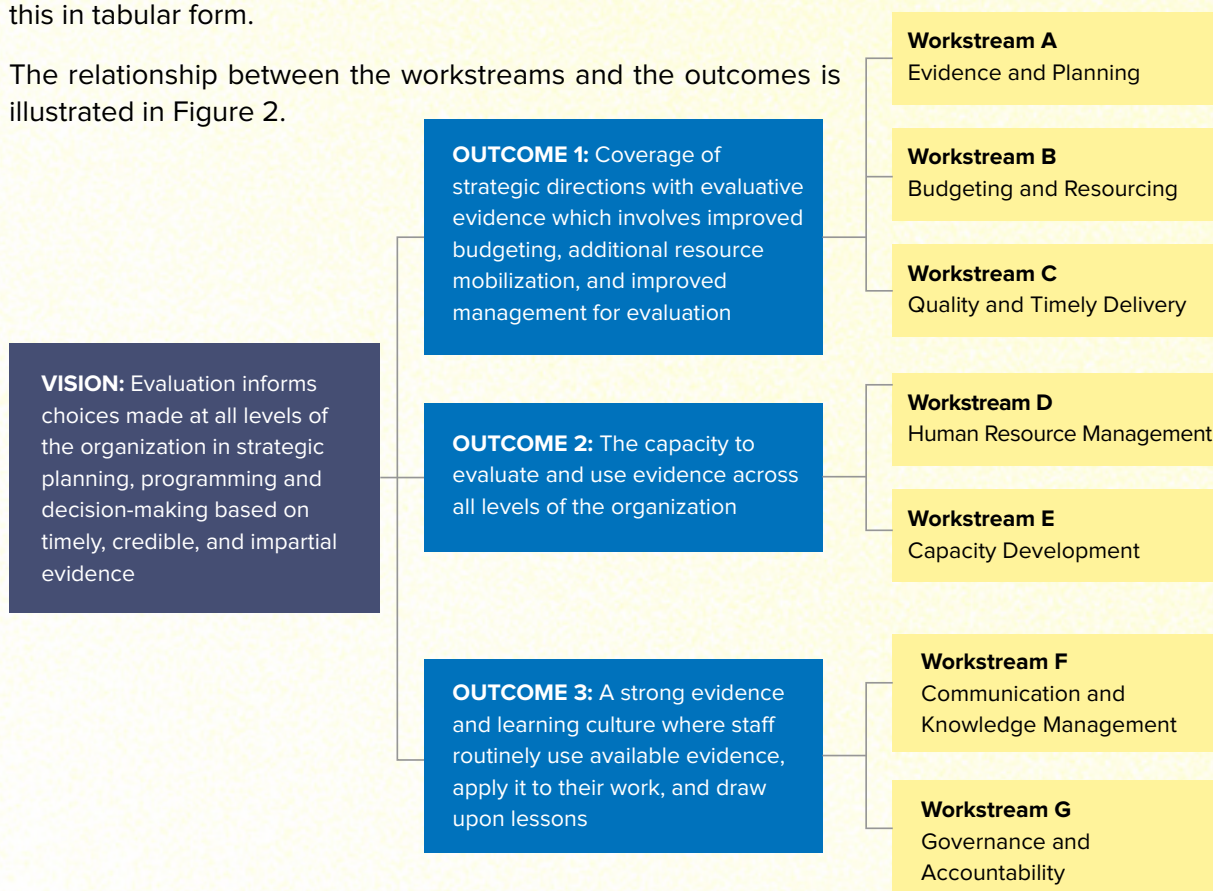 this in tabular form.
The relationship between the workstreams and the outcomes is
illustrated in Figure 2.
VISION: Evaluation informs
choices made at all levels of
the organization in strategic
planning, programming and
decision-making based on
timely, credible, and impartial
evidence
OUTCOME 1: Coverage of
strategic directions with evaluative
evidence which involves improved
budgeting, additional resource
mobilization, and improved
management for evaluation
Workstream A
Evidence and Planning
Workstream B
Budgeting and Resourcing
Workstream C
Quality and Timely Delivery
OUTCOME 2: The capacity to
evaluate and use evidence across
all levels of the organization
Workstream D
Human Resource Management
Workstream E
Capacity Development
OUTCOME 3: A strong evidence
and learning culture where staff
routinely use available evidence,
apply it to their work, and draw
upon lessons
Workstream F
Communication and
Knowledge Management
Workstream G
Governance and
Accountability